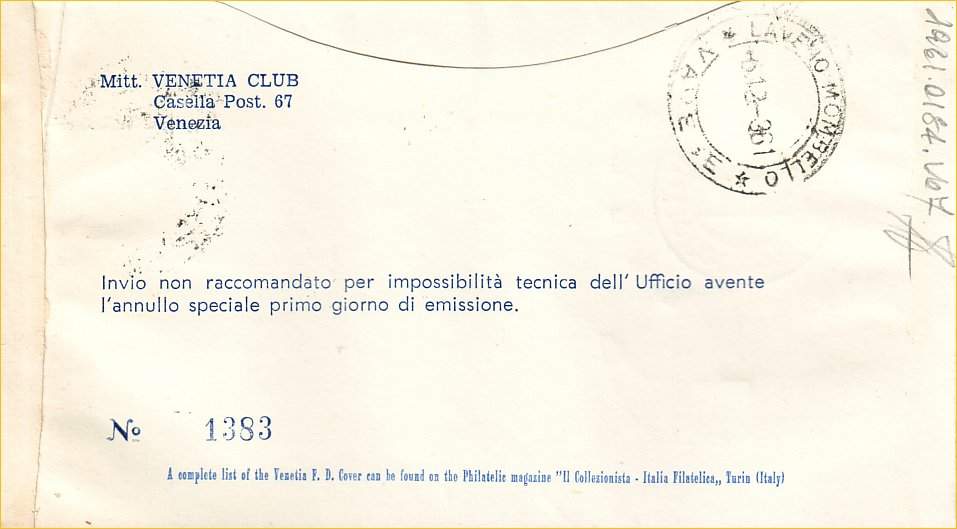 Mitt. VENETIA CLUB
Casella Post. 67
Venezia
LAVENO MOMBELLO
VARESE
Invio non raccomandato per impossibilità tecnica dell' Ufficio avente
l'annullo speciale primo giorno di emissione.
No 1383
A complete list of the Venetia F. D. Cover can be found on the Philatelic magazine "Il Collezionista - Italia Filatelica„ Turin (Italy)